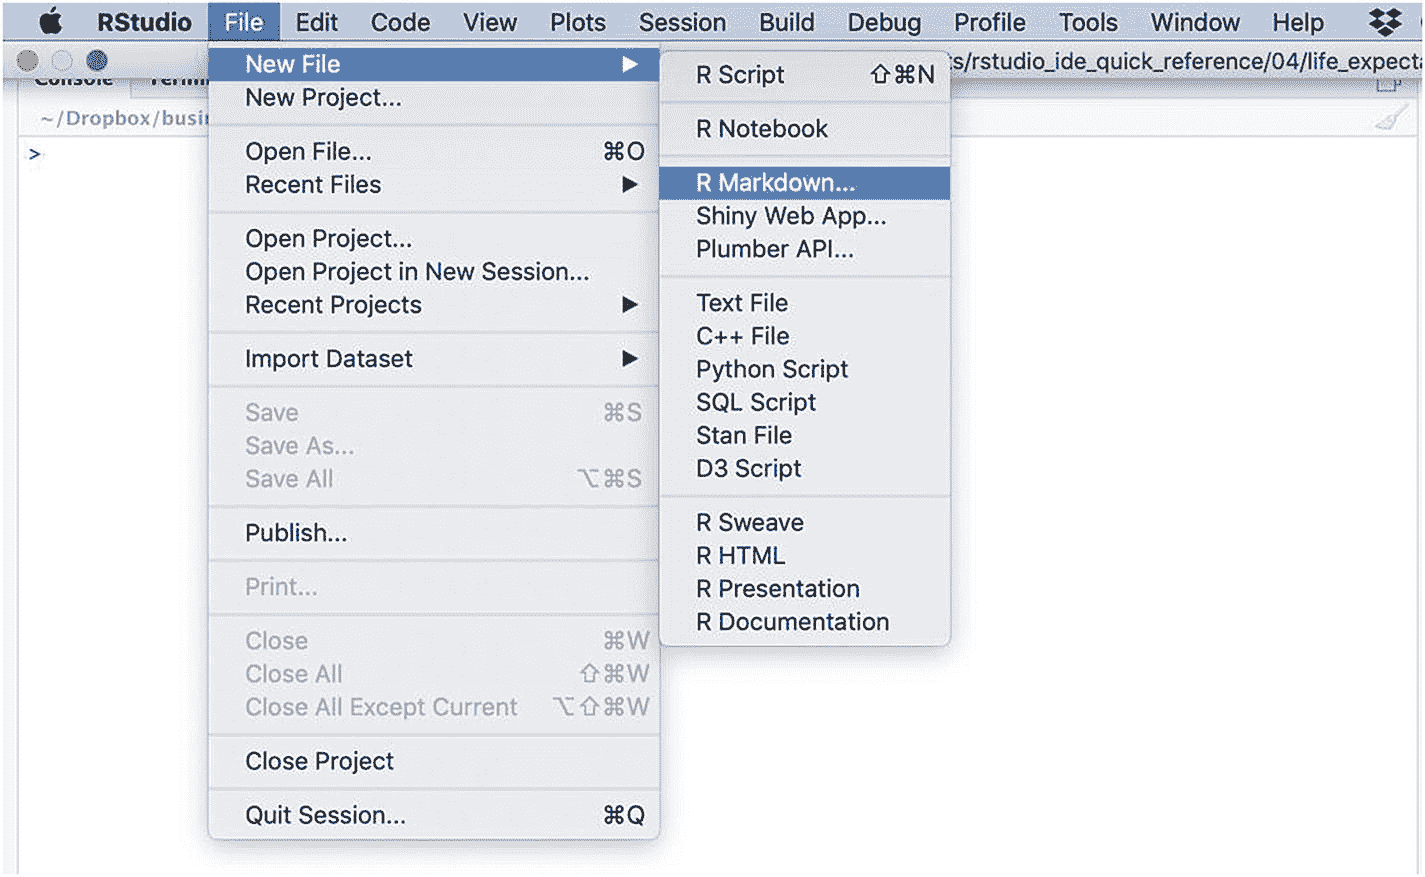 RStudio File Edit Code View Plots Session Build Debug Profile Tools Window Help
s/rstudio_ide_quick_reference/04/life_expecta
Console
~/Dropbox/busi
>
New File
New Project...
Open File... ⌘O
Recent Files
Open Project...
Open Project in New Session...
Recent Projects
Import Dataset
Save ⌘S
Save As...
Save All ⌥⌘S
Publish...
Print...
Close ⌘W
Close All ⇧⌘W
Close All Except Current ⌥⇧⌘W
Close Project
Quit Session... ⌘Q
R Script ⇧⌘N
R Notebook
R Markdown...
Shiny Web App...
Plumber API...
Text File
C++ File
Python Script
SQL Script
Stan File
D3 Script
R Sweave
R HTML
R Presentation
R Documentation